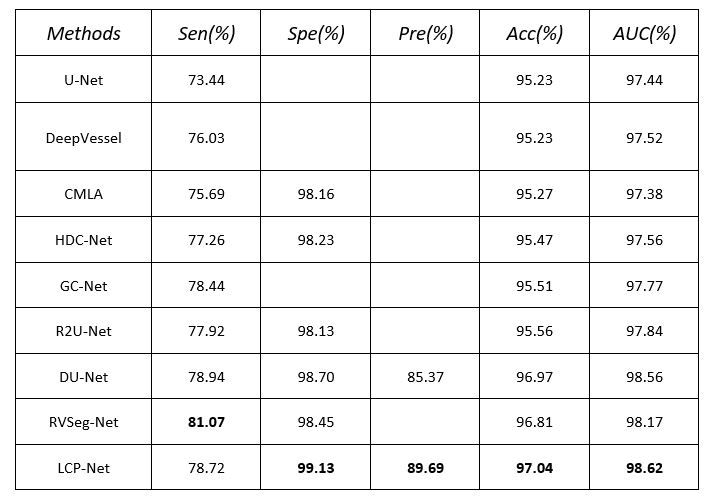 Methods Sen(%) Spe(%) Pre(%) Acc(%) AUC(%)
U-Net 73.44 95.23 97.44
DeepVessel 76.03 95.23 97.52
CMLA 75.69 98.16 95.27 97.38
HDC-Net 77.26 98.23 95.47 97.56
GC-Net 78.44 95.51 97.77
R2U-Net 77.92 98.13 95.56 97.84
DU-Net 78.94 98.70 85.37 96.97 98.56
RVSeg-Net 81.07 98.45 96.81 98.17
LCP-Net 78.72 99.13 89.69 97.04 98.62